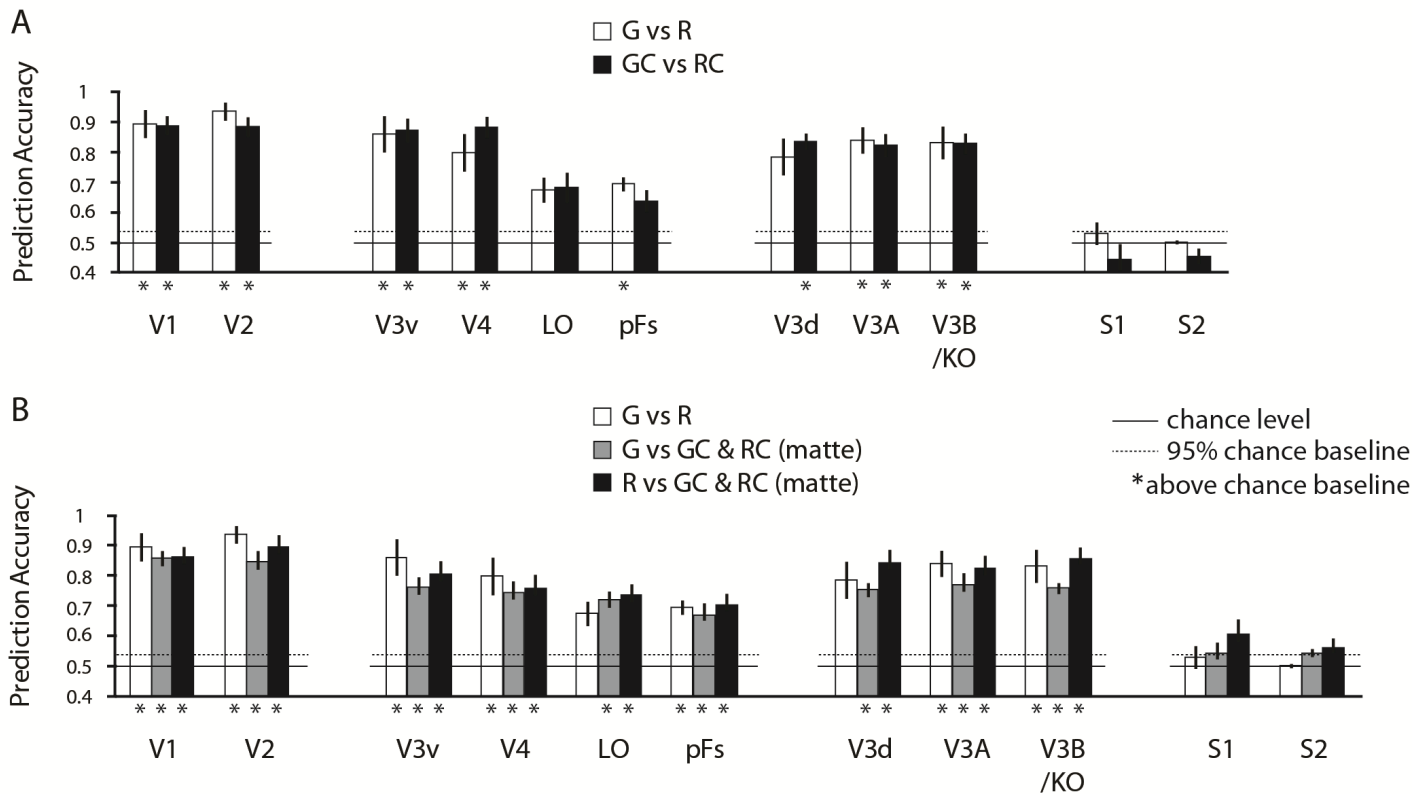 A
G vs R
GC vs RC
Prediction Accuracy
1
0.9
0.8
0.7
0.6
0.5
0.4
* * * * * * * * * * * * * *
V1 V2 V3v V4 LO pFs V3d V3A V3B S1 S2
/KO
B
G vs R
G vs GC & RC (matte)
R vs GC & RC (matte)
chance level
95% chance baseline
*above chance baseline
Prediction Accuracy
1
0.9
0.8
0.7
0.6
0.5
0.4
* * * * * * * * * * * * * * * * * * * * * * * * *
V1 V2 V3v V4 LO pFs V3d V3A V3B S1 S2
/KO